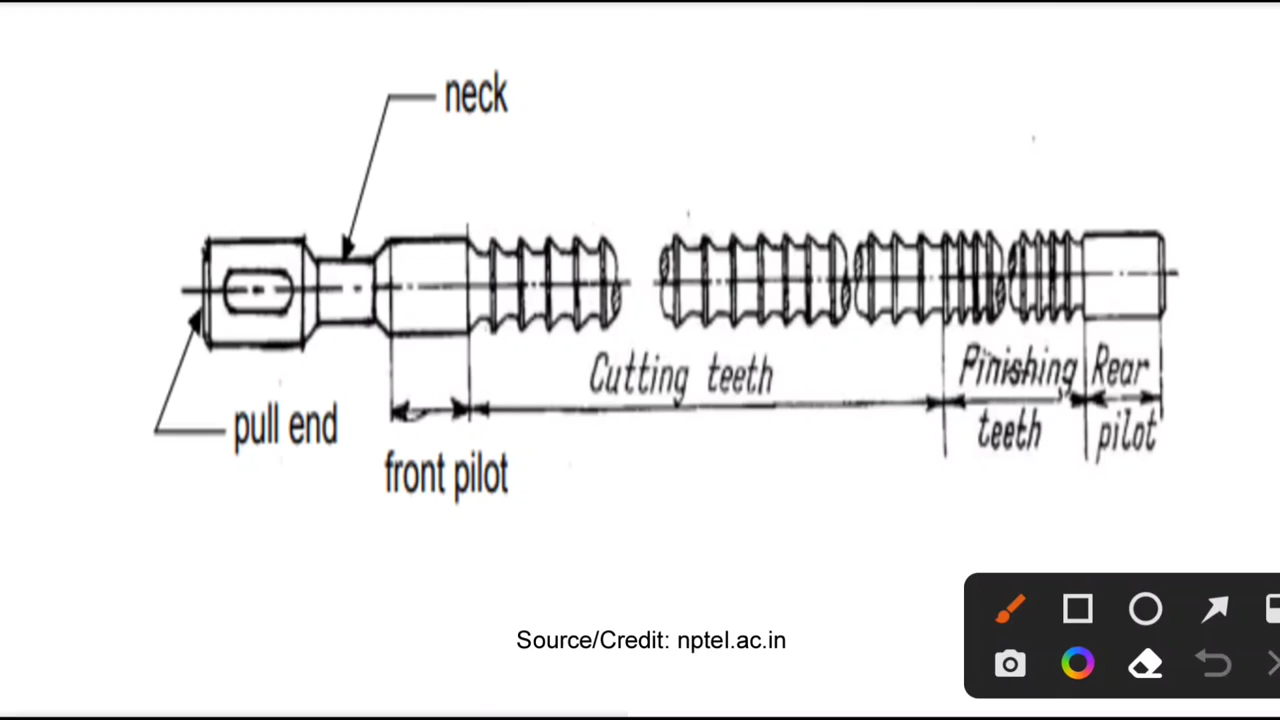 neck
Cutting teeth
Finishing
teeth
Rear
pilot
pull end
front pilot
Source/Credit: nptel.ac.in